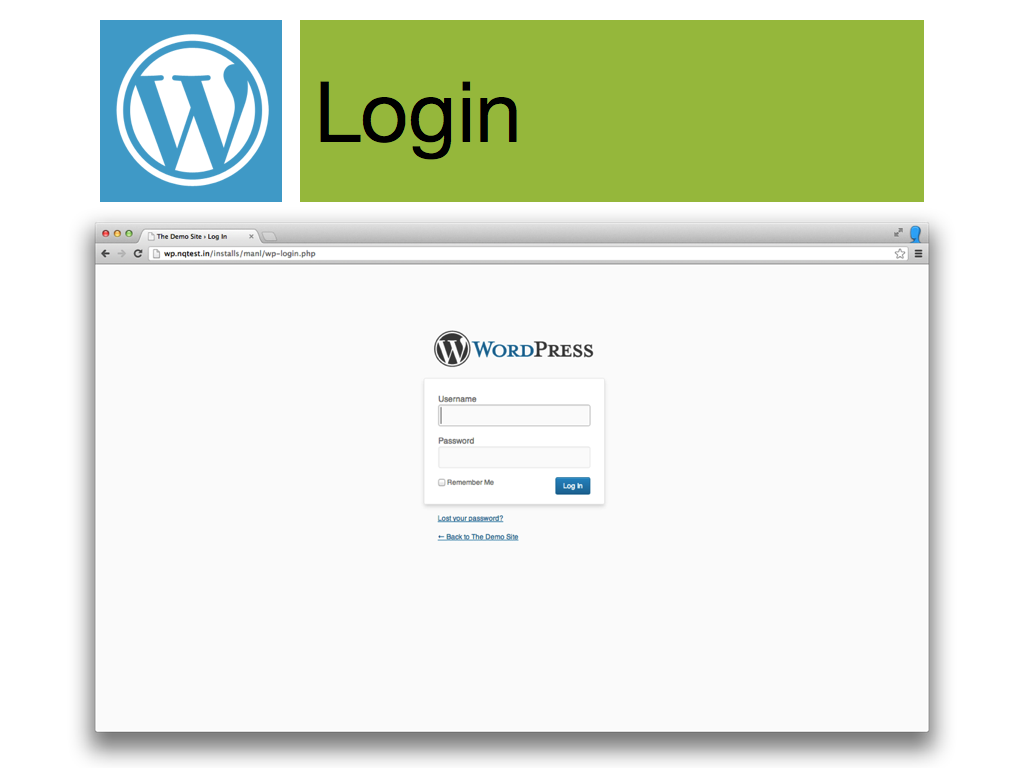 Login
The Demo Site › Log In
wp.nqtest.in/installs/manl/wp-login.php
WORDPRESS
Username
Password
Remember Me
Log In
Lost your password?
← Back to The Demo Site